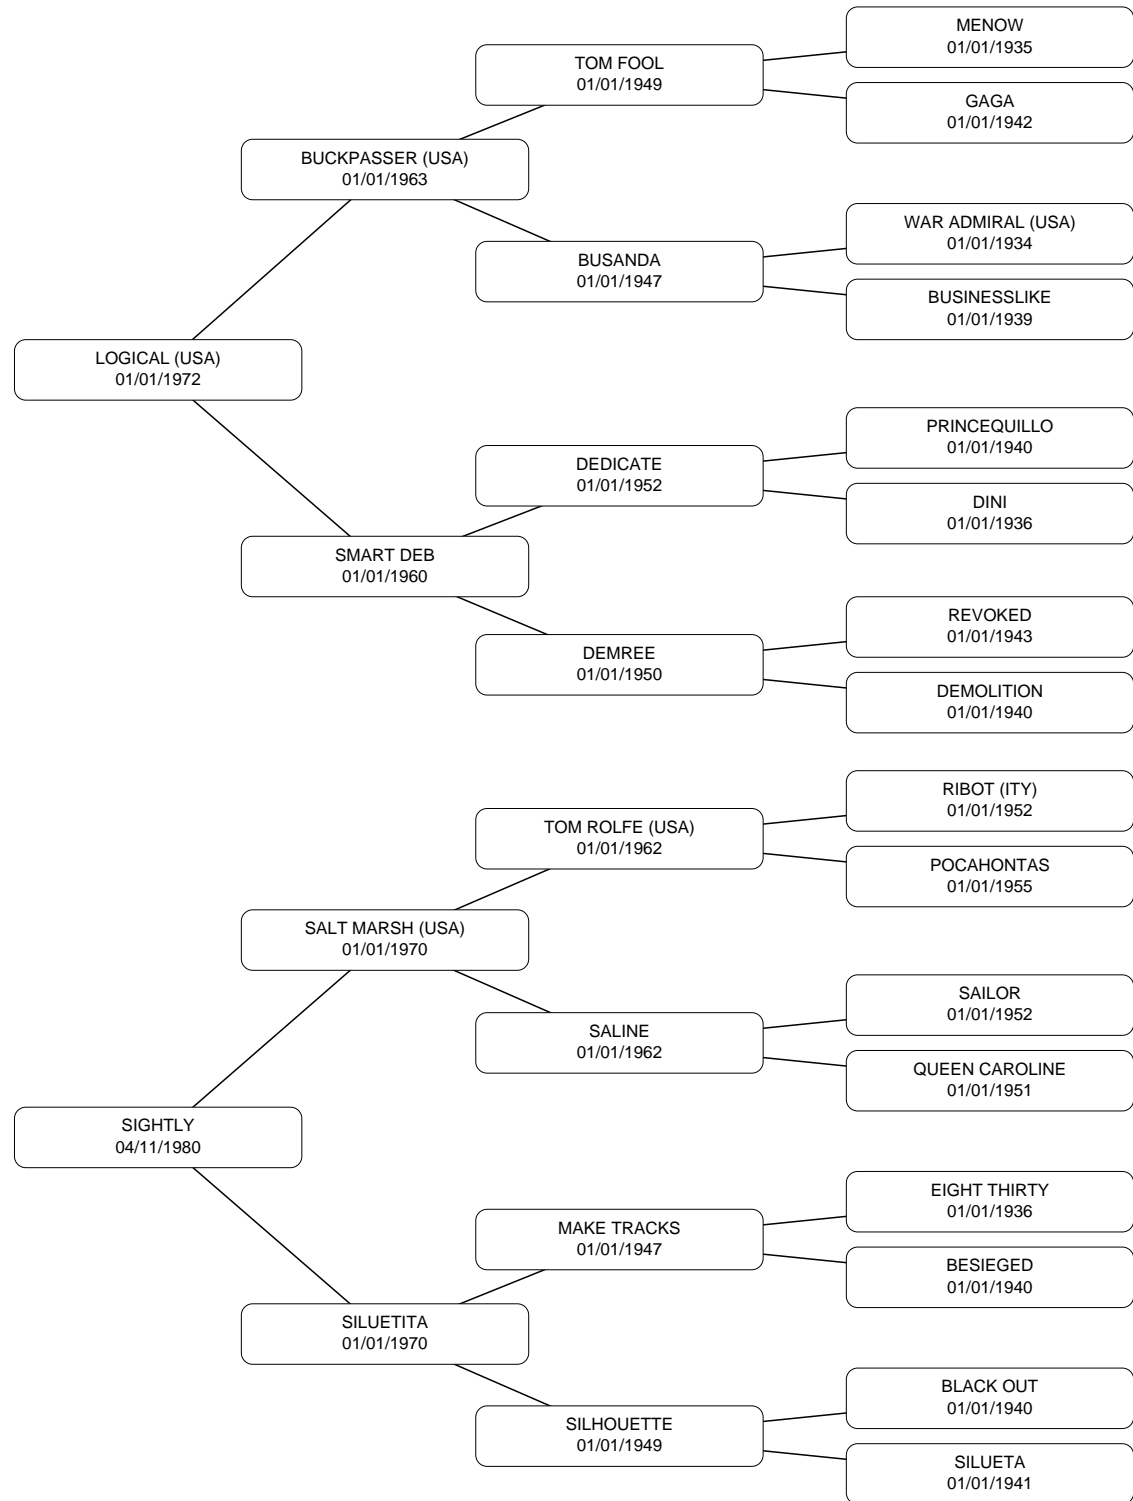 MENOW
01/01/1935
TOM FOOL
01/01/1949
GAGA
01/01/1942
BUCKPASSER (USA)
01/01/1963
WAR ADMIRAL (USA)
01/01/1934
BUSANDA
01/01/1947
BUSINESSLIKE
01/01/1939
LOGICAL (USA)
01/01/1972
PRINCEQUILLO
01/01/1940
DEDICATE
01/01/1952
DINI
01/01/1936
SMART DEB
01/01/1960
REVOKED
01/01/1943
DEMREE
01/01/1950
DEMOLITION
01/01/1940
RIBOT (ITY)
01/01/1952
TOM ROLFE (USA)
01/01/1962
POCAHONTAS
01/01/1955
SALT MARSH (USA)
01/01/1970
SAILOR
01/01/1952
SALINE
01/01/1962
QUEEN CAROLINE
01/01/1951
SIGHTLY
04/11/1980
EIGHT THIRTY
01/01/1936
MAKE TRACKS
01/01/1947
BESIEGED
01/01/1940
SILUETITA
01/01/1970
BLACK OUT
01/01/1940
SILHOUETTE
01/01/1949
SILUETA
01/01/1941